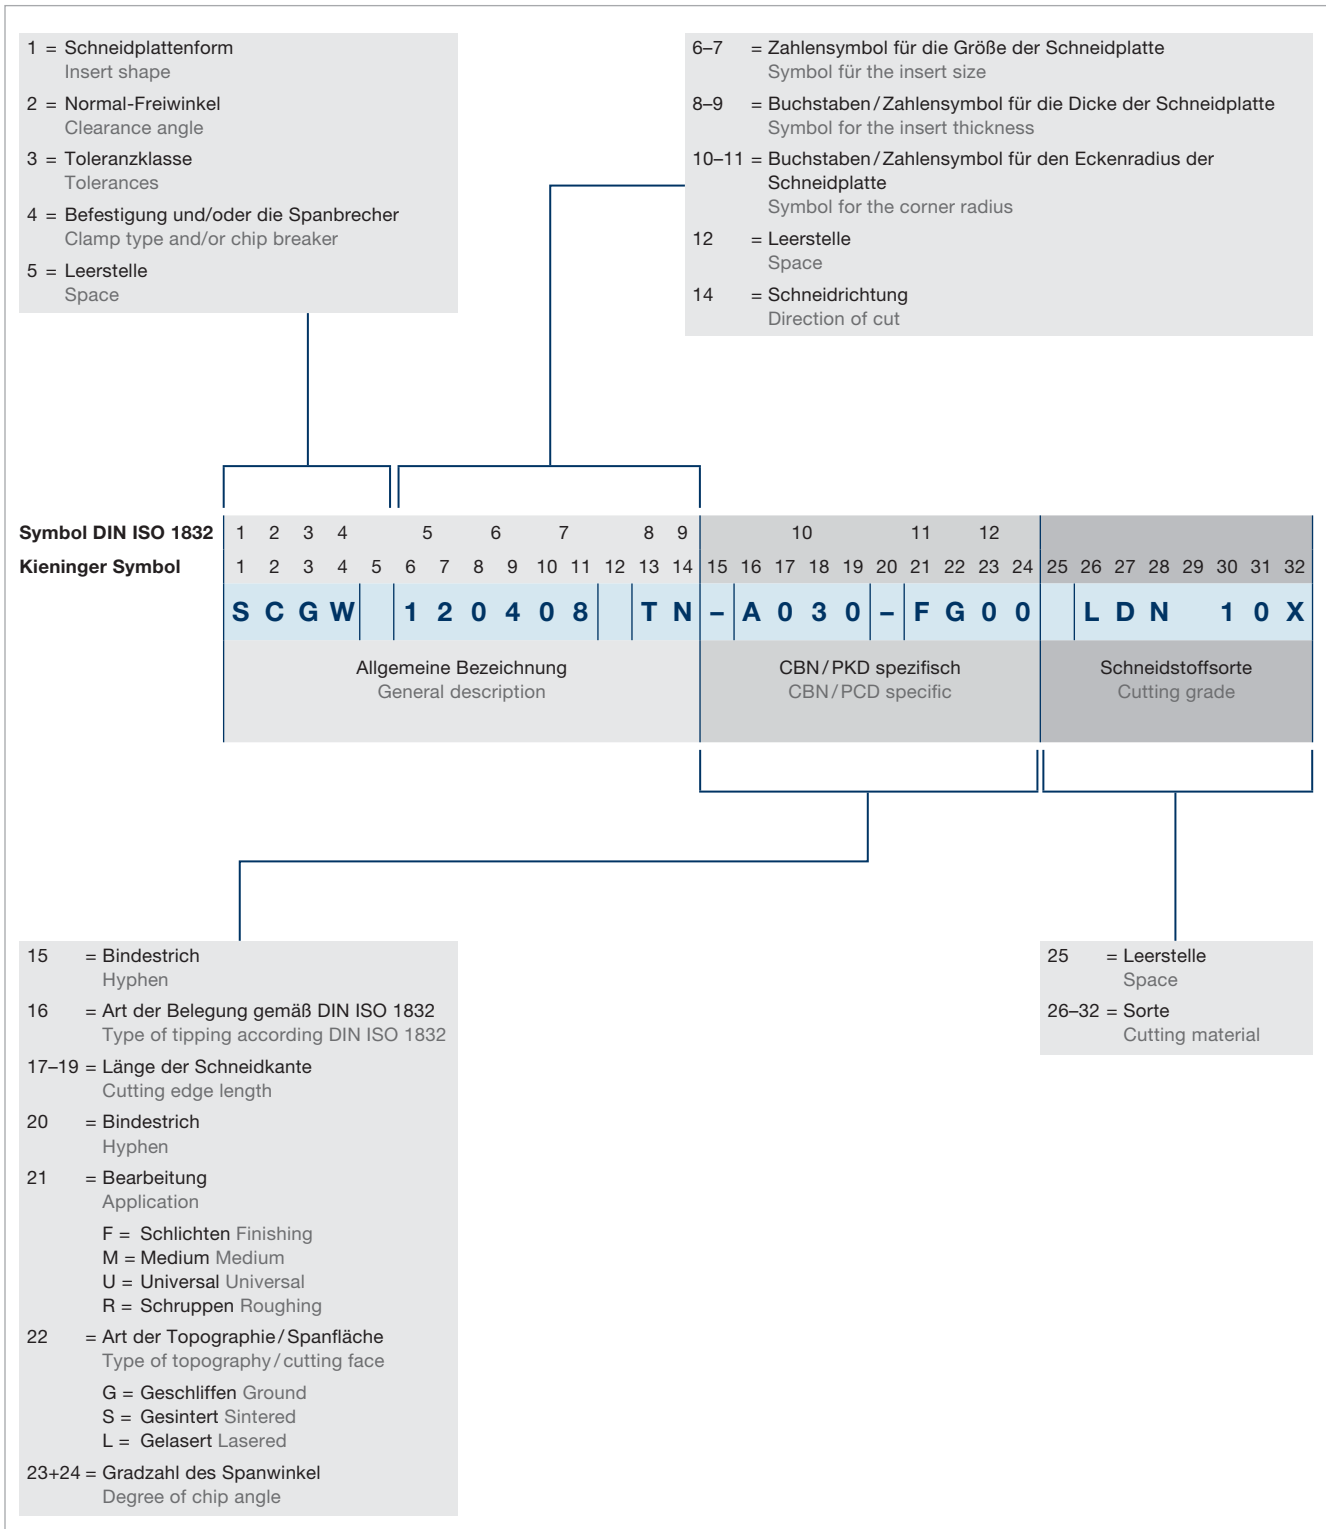 1 = Schneidplattenform
Insert shape
2 = Normal-Freiwinkel
Clearance angle
3 = Toleranzklasse
Tolerances
4 = Befestigung und/oder die Spanbrecher
Clamp type and/or chip breaker
5 = Leerstelle
Space
6–7 = Zahlensymbol für die Größe der Schneidplatte
Symbol für the insert size
8–9 = Buchstaben/Zahlensymbol für die Dicke der Schneidplatte
Symbol for the insert thickness
10–11 = Buchstaben/Zahlensymbol für den Eckenradius der
Schneidplatte
Symbol for the corner radius
12 = Leerstelle
Space
14 = Schneidrichtung
Direction of cut
Symbol DIN ISO 1832 1 2 3 4 5 6 7 8 9 10 11 12
Kieninger Symbol 1 2 3 4 5 6 7 8 9 10 11 12 13 14 15 16 17 18 19 20 21 22 23 24 25 26 27 28 29 30 31 32
S C G W 1 2 0 4 0 8 T N – A 0 3 0 – F G 0 0 L D N 1 0 X
Allgemeine Bezeichnung
General description
CBN/PKD spezifisch
CBN/PCD specific
Schneidstoffsorte
Cutting grade
15 = Bindestrich
Hyphen
16 = Art der Belegung gemäß DIN ISO 1832
Type of tipping according DIN ISO 1832
17–19 = Länge der Schneidkante
Cutting edge length
20 = Bindestrich
Hyphen
21 = Bearbeitung
Application
F = Schlichten Finishing
M = Medium Medium
U = Universal Universal
R = Schruppen Roughing
22 = Art der Topographie/Spanfläche
Type of topography/cutting face
G = Geschliffen Ground
S = Gesintert Sintered
L = Gelasert Lasered
23+24 = Gradzahl des Spanwinkel
Degree of chip angle
25 = Leerstelle
Space
26–32 = Sorte
Cutting material